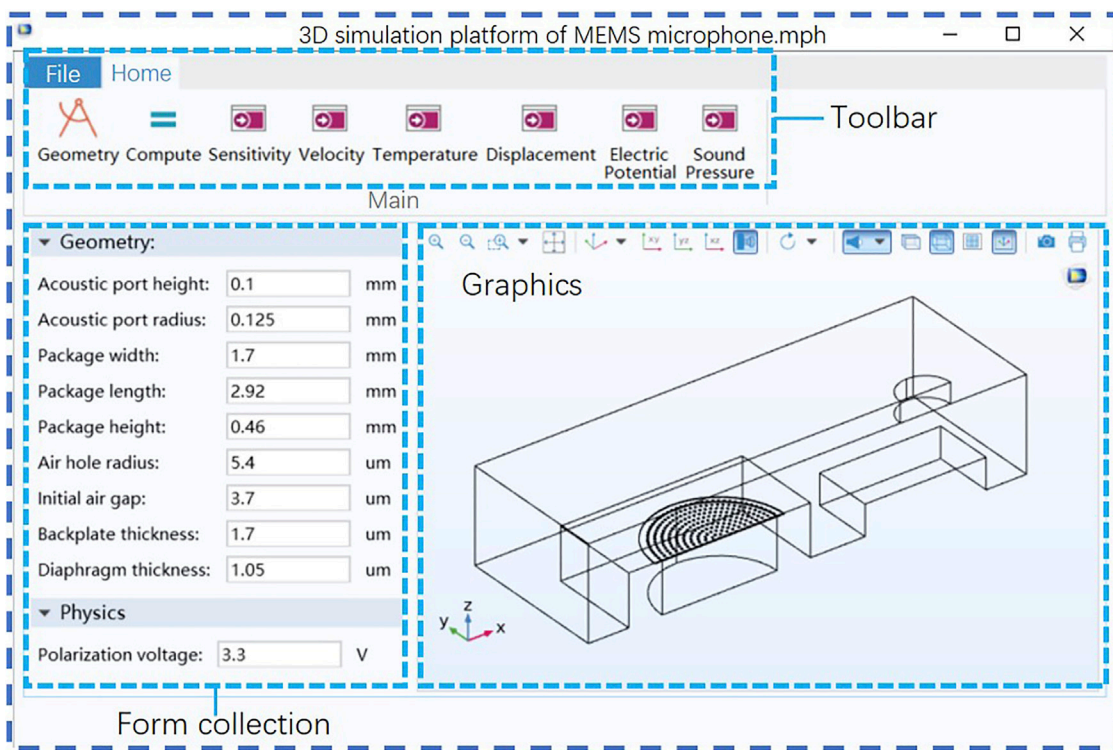 3D simulation platform of MEMS microphone.mph
File Home
Toolbar
Geometry Compute Sensitivity Velocity Temperature Displacement Electric Potential Sound Pressure
Main
Geometry:
Graphics
Acoustic port height: 0.1 mm
Acoustic port radius: 0.125 mm
Package width: 1.7 mm
Package length: 2.92 mm
Package height: 0.46 mm
Air hole radius: 5.4 um
Initial air gap: 3.7 um
Backplate thickness: 1.7 um
Diaphragm thickness: 1.05 um
Physics
Polarization voltage: 3.3 V
xy yz xz
z
y
x
Form collection